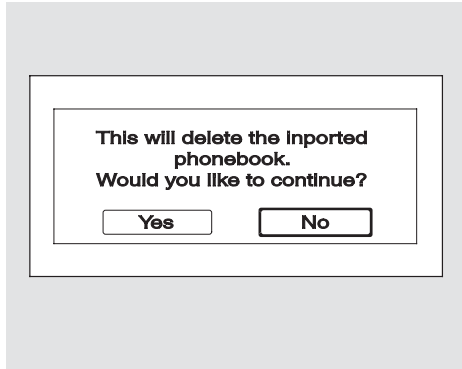 This will delete the inported
phonebook.
Would you like to continue?
Yes No